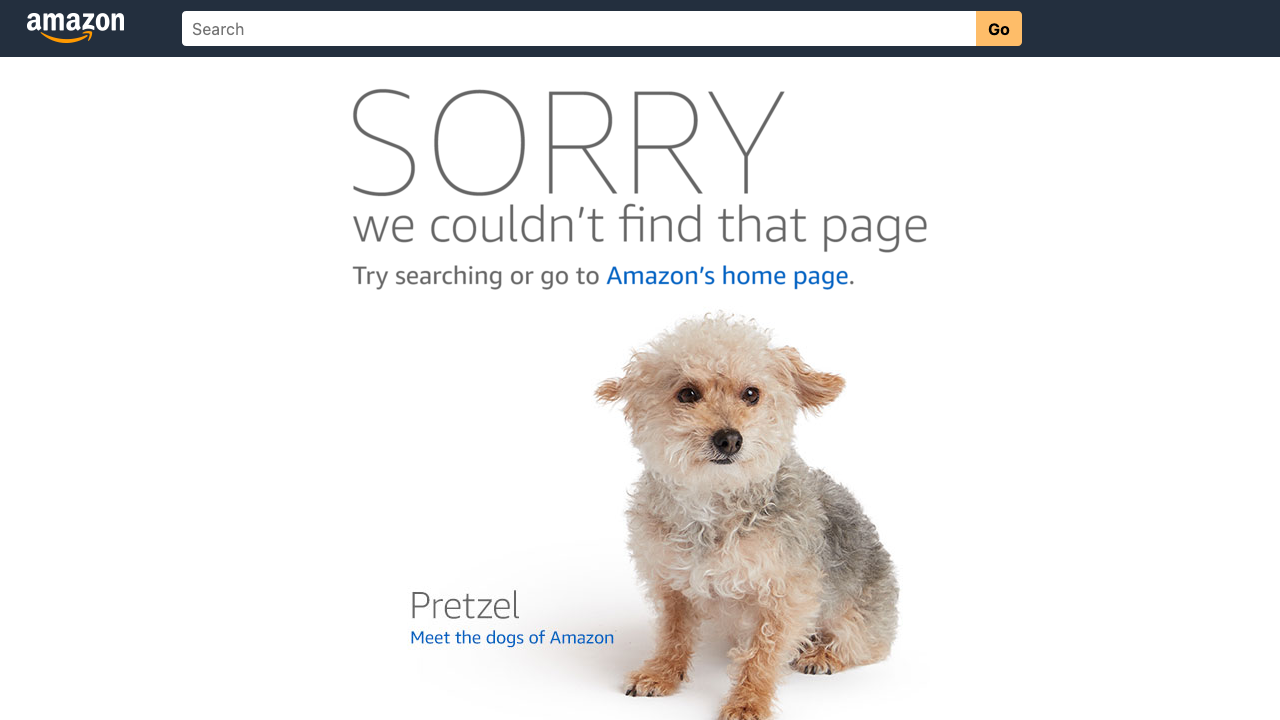 amazon
Search
Go
SORRY
we couldn't find that page
Try searching or go to Amazon's home page.
Pretzel
Meet the dogs of Amazon